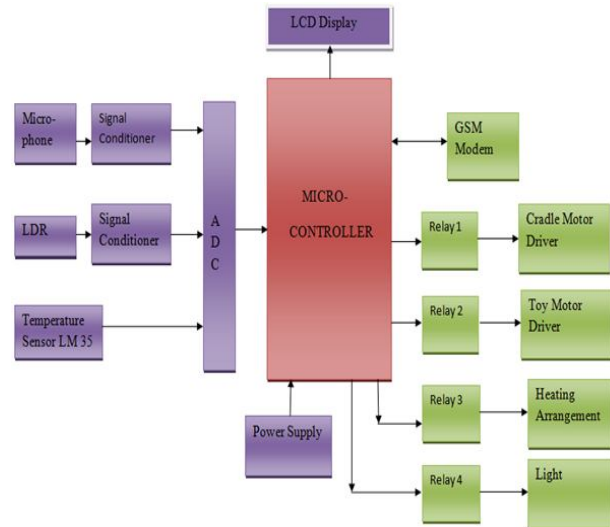 LCD Display
Micro-
phone
Signal
Conditioner
LDR
Signal
Conditioner
Temperature
Sensor LM 35
A
D
C
MICRO-
CONTROLLER
Power Supply
GSM
Modem
Relay 1
Cradle Motor
Driver
Relay 2
Toy Motor
Driver
Relay 3
Heating
Arrangement
Relay 4
Light